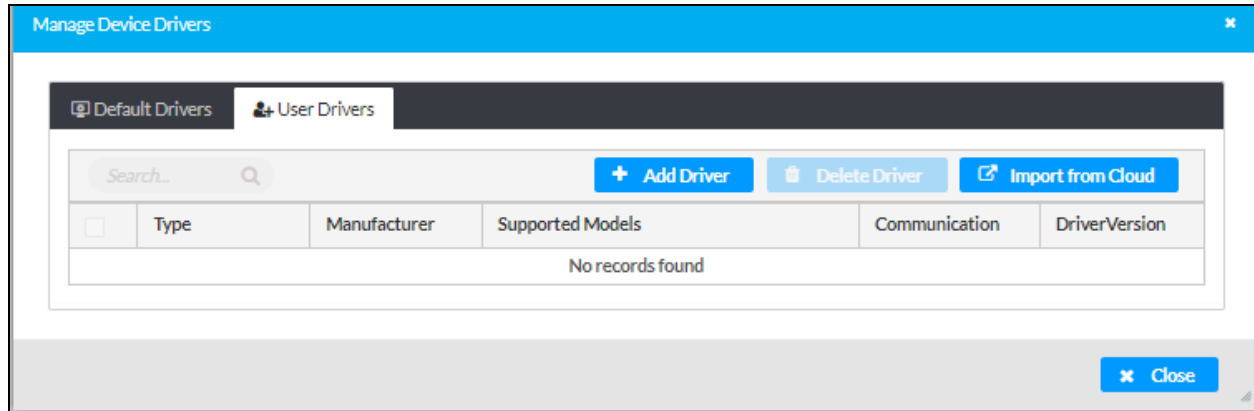 Manage Device Drivers
Default Drivers User Drivers
Search... Add Driver Delete Driver Import from Cloud
Type Manufacturer Supported Models Communication DriverVersion
No records found
Close